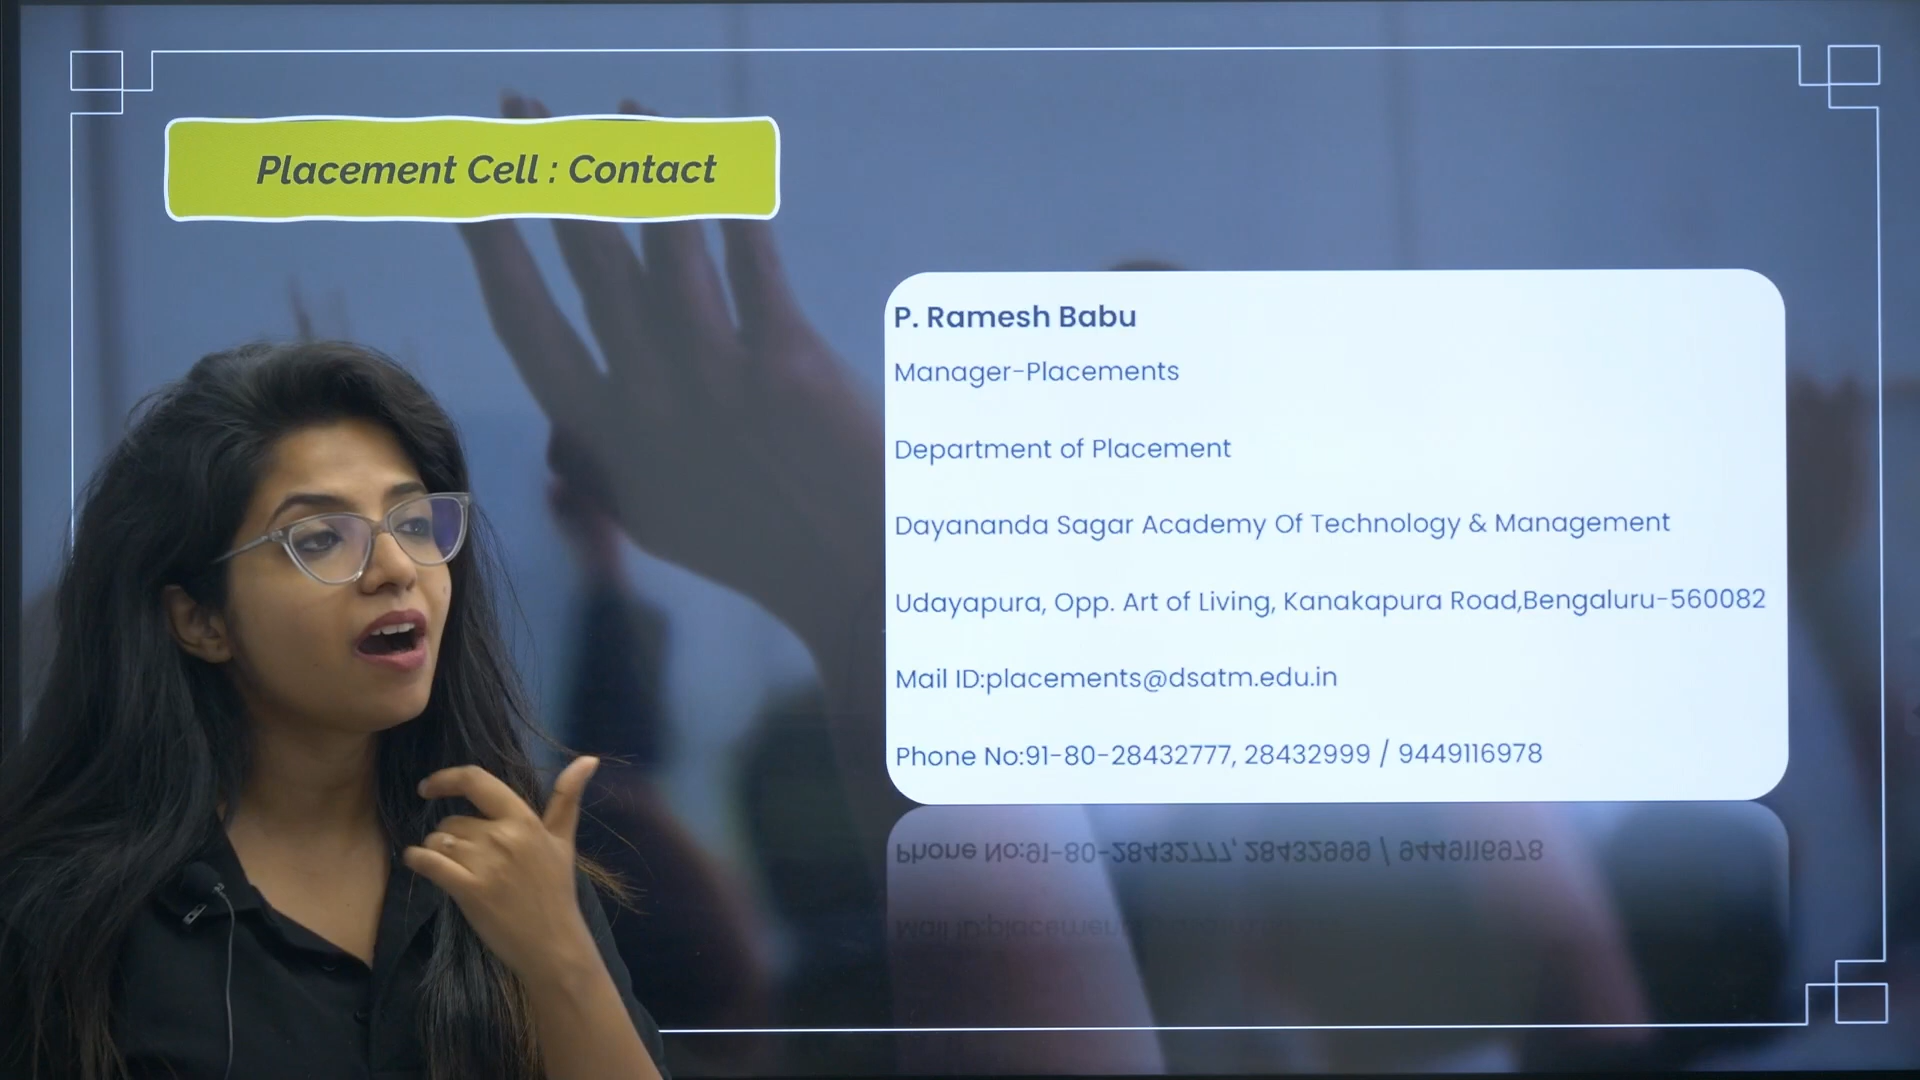 Placement Cell : Contact
P. Ramesh Babu
Manager-Placements
Department of Placement
Dayananda Sagar Academy Of Technology & Management
Udayapura, Opp. Art of Living, Kanakapura Road,Bengaluru-560082
Mail ID:placements@dsatm.edu.in
Phone No:91-80-28432777, 28432999 / 9449116978